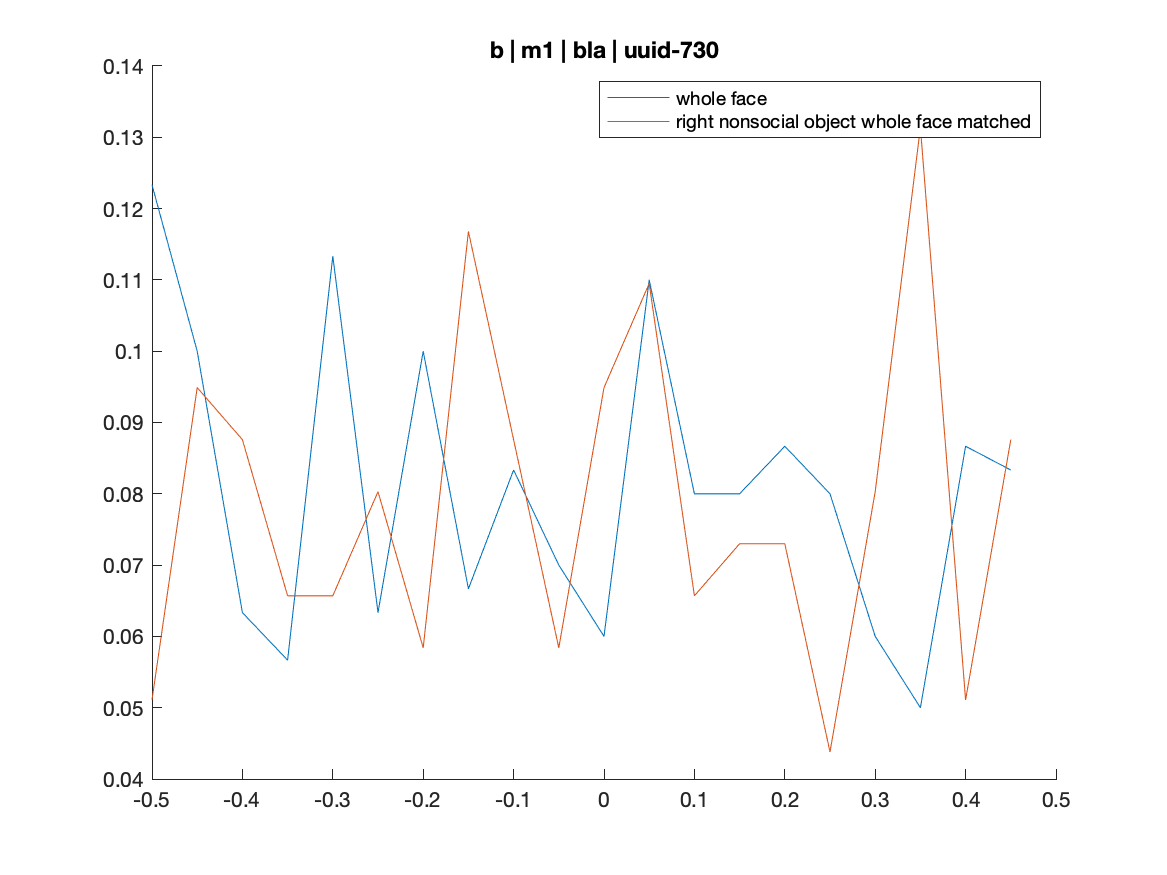 b | m1 | bla | uuid-730
0.14
whole face
right nonsocial object whole face matched
0.13
0.12
0.11
0.1
0.09
0.08
0.07
0.06
0.05
0.04
-0.5 -0.4 -0.3 -0.2 -0.1 0 0.1 0.2 0.3 0.4 0.5